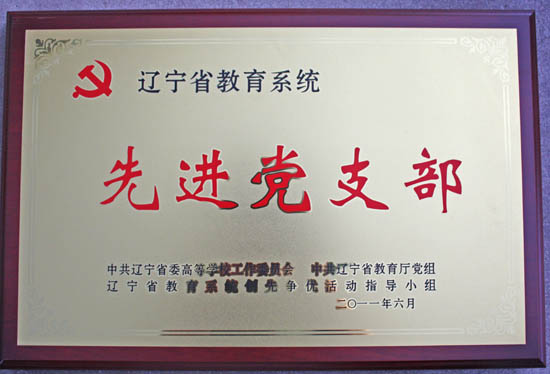 辽宁省教育系统
先进党支部
中共辽宁省委高等学校工作委员会 中共辽宁省教育厅党组
辽宁省教育系统创先争优活动指导小组
二〇一一年六月